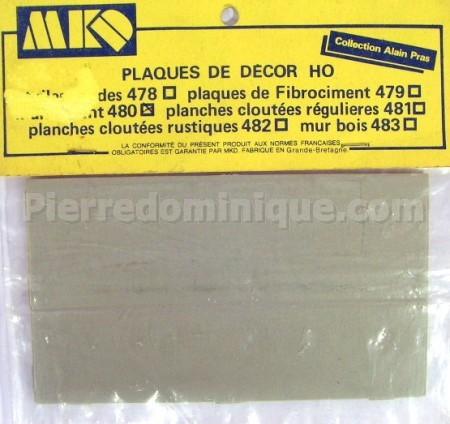 MKD
Collection Alain Pras
PLAQUES DE DÉCOR HO
des 478 plaques de Fibrociment 479
480 planches cloutées régulieres 481
planches cloutées rustiques 482 mur bois 483
LA CONFORMITÉ DU PRÉSENT PRODUIT AUX NORMES FRANÇAISES
OBLIGATOIRES EST GARANTIE PAR MKD. FABRIQUÉ EN Grande-Bretagne.
Pierredominique.com